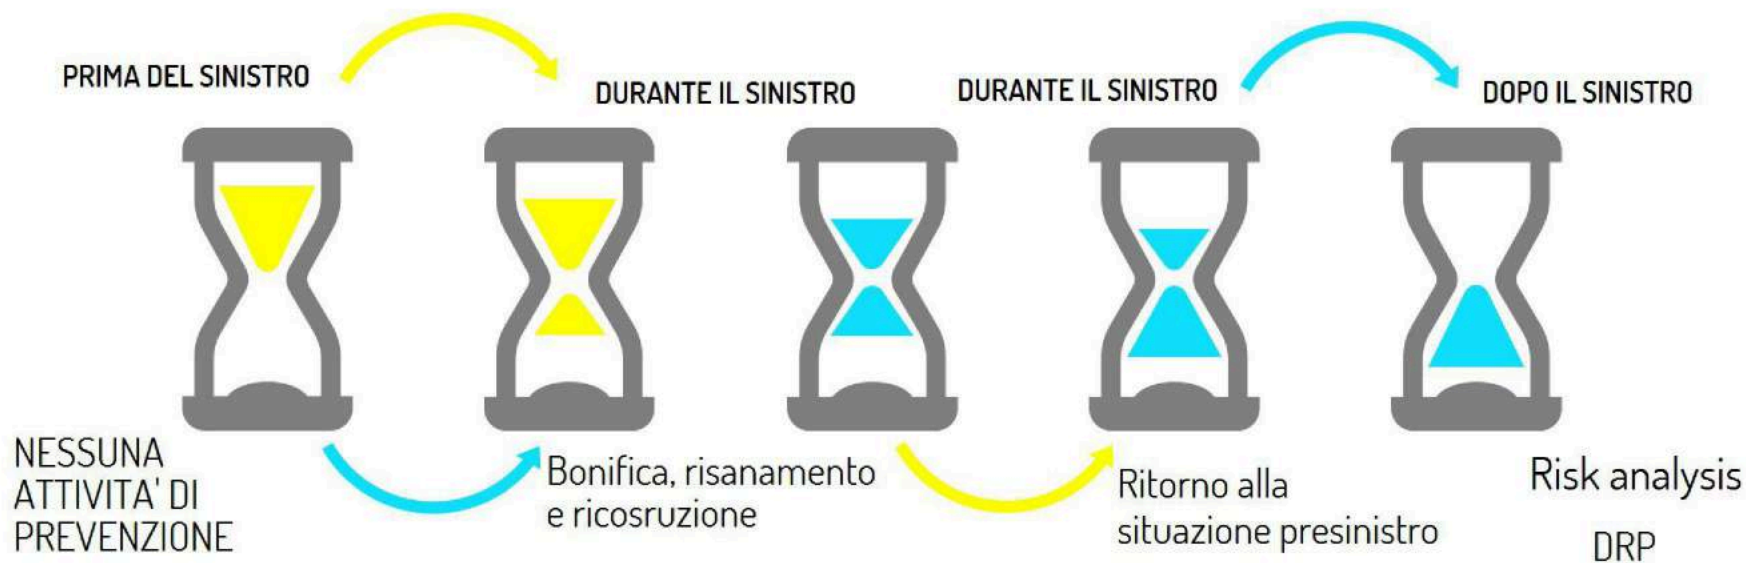 PRIMA DEL SINISTRO
DURANTE IL SINISTRO
DURANTE IL SINISTRO
DOPO IL SINISTRO
NESSUNA
ATTIVITA' DI
PREVENZIONE
Bonifica, risanamento
e ricosruzione
Ritorno alla
situazione presinistro
Risk analysis
DRP